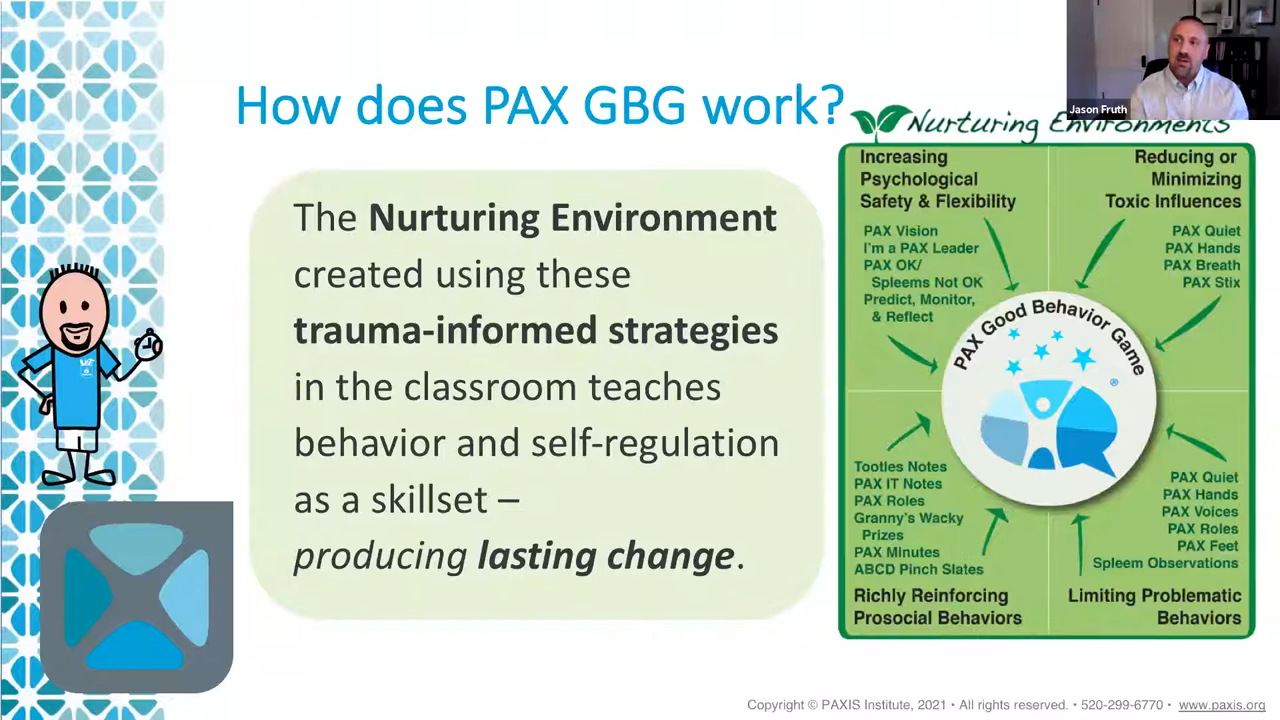 How does PAX GBG work?
Jason Fruth
Nurturing Environments
The Nurturing Environment
created using these
trauma-informed strategies
in the classroom teaches
behavior and self-regulation
as a skillset –
producing lasting change.
Increasing
Psychological
Safety & Flexibility
PAX Vision
I'm a PAX Leader
PAX OK/
Spleems Not OK
Predict, Monitor,
& Reflect
Reducing or
Minimizing
Toxic Influences
PAX Quiet
PAX Hands
PAX Breath
PAX Stix
PAX Good Behavior Game
®
Tootles Notes
PAX IT Notes
PAX Roles
Granny's Wacky
Prizes
PAX Minutes
ABCD Pinch Slates
Richly Reinforcing
Prosocial Behaviors
PAX Quiet
PAX Hands
PAX Voices
PAX Roles
PAX Feet
Spleem Observations
Limiting Problematic
Behaviors
Copyright © PAXIS Institute, 2021 • All rights reserved. • 520-299-6770 • www.paxis.org